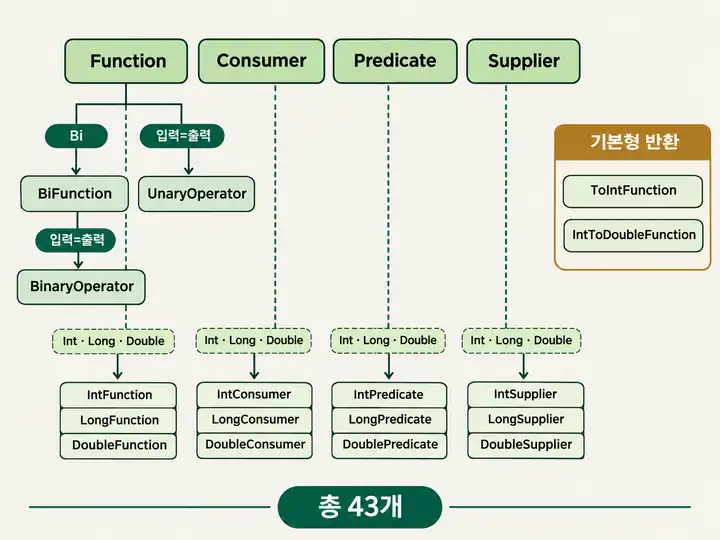 Function
Consumer
Predicate
Supplier
Bi
입력=출력
기본형 반환
BiFunction
UnaryOperator
ToIntFunction
입력=출력
IntToDoubleFunction
BinaryOperator
Int · Long · Double
Int · Long · Double
Int · Long · Double
Int · Long · Double
IntFunction
IntConsumer
IntPredicate
IntSupplier
LongFunction
LongConsumer
LongPredicate
LongSupplier
DoubleFunction
DoubleConsumer
DoublePredicate
DoubleSupplier
총 43개